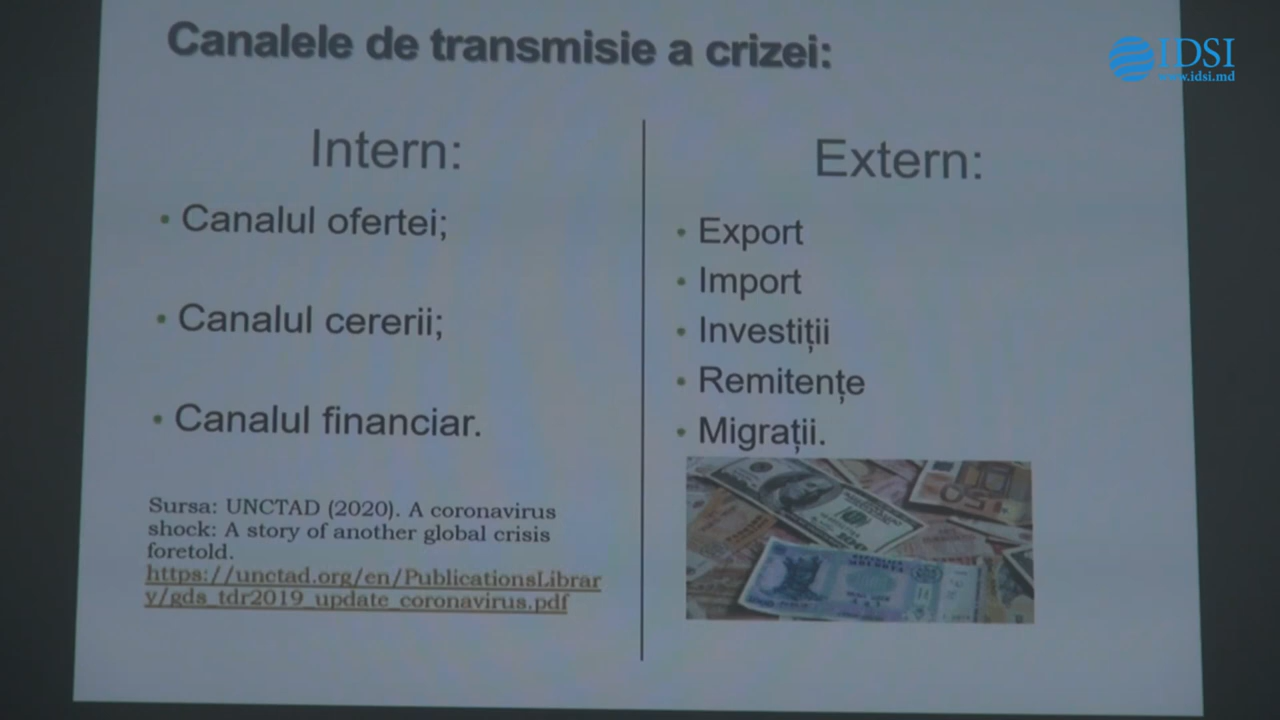 Canalele de transmisie a crizei:
IDSI
www.idsi.md
Intern:
• Canalul ofertei;
• Canalul cererii;
• Canalul financiar.
Sursa: UNCTAD (2020). A coronavirus
shock: A story of another global crisis
foretold.
https://unctad.org/en/PublicationsLibrar
y/gds_tdr2019_update_coronavirus.pdf
Extern:
• Export
• Import
• Investiții
• Remitențe
• Migrații.
100
50